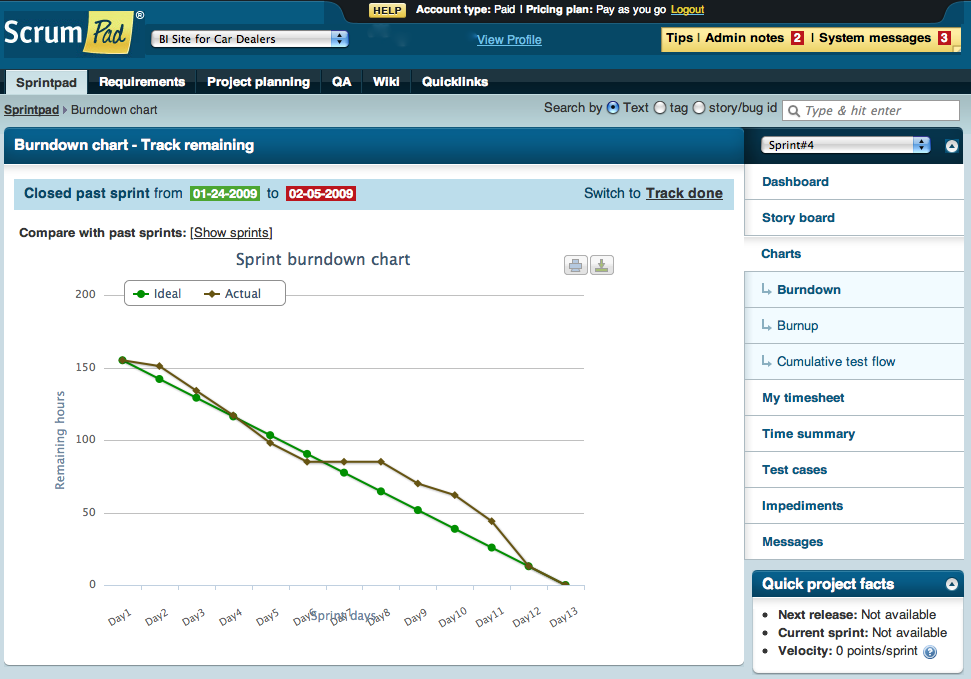 HELP Account type: Paid | Pricing plan: Pay as you go Logout
Scrum Pad ®
BI Site for Car Dealers
View Profile
Tips | Admin notes 2 | System messages 3
Sprintpad Requirements Project planning QA Wiki Quicklinks
Sprintpad Burndown chart
Search by Text tag story/bug id Type & hit enter
Burndown chart - Track remaining
Closed past sprint from 01-24-2009 to 02-05-2009
Switch to Track done
Compare with past sprints: [Show sprints]
Sprint burndown chart
Ideal Actual
200
150
100
50
0
Remaining hours
Day1 Day2 Day3 Day4 Day5 Day6 Day7 Day8 Day9 Day10 Day11 Day12 Day13
Sprint days
Sprint#4
Dashboard
Story board
Charts
Burndown
Burnup
Cumulative test flow
My timesheet
Time summary
Test cases
Impediments
Messages
Quick project facts
Next release: Not available
Current sprint: Not available
Velocity: 0 points/sprint ?